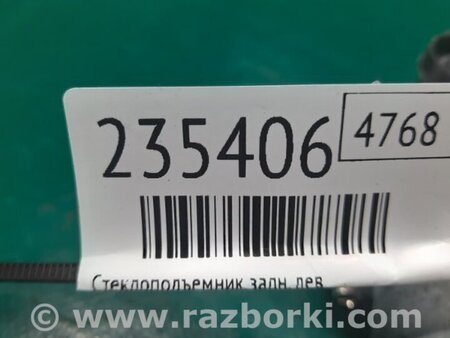 235406
4768
Стеклоподъемник задн. лев
© www.razborki.com